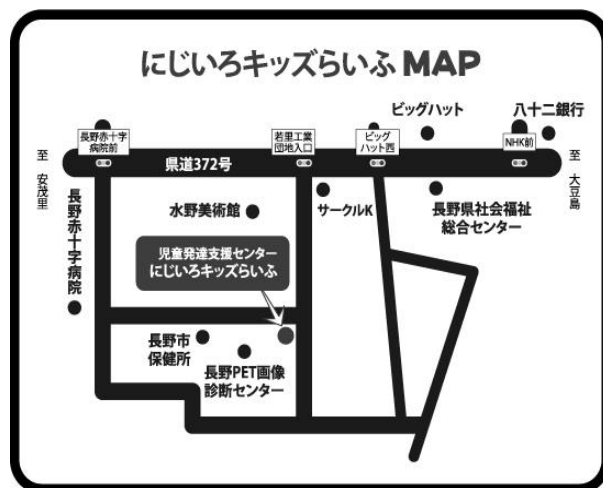 にじいろキッズらいふ MAP
ビッグハット
八十二銀行
長野赤十字
病院前
若里工業
団地入口
ビッグ
ハット西
NHK前
至 安茂里
県道372号
至 大豆島
長野赤十字病院
水野美術館
サークルK
長野県社会福祉
総合センター
児童発達支援センター
にじいろキッズらいふ
長野市
保健所
長野PET画像
診断センター